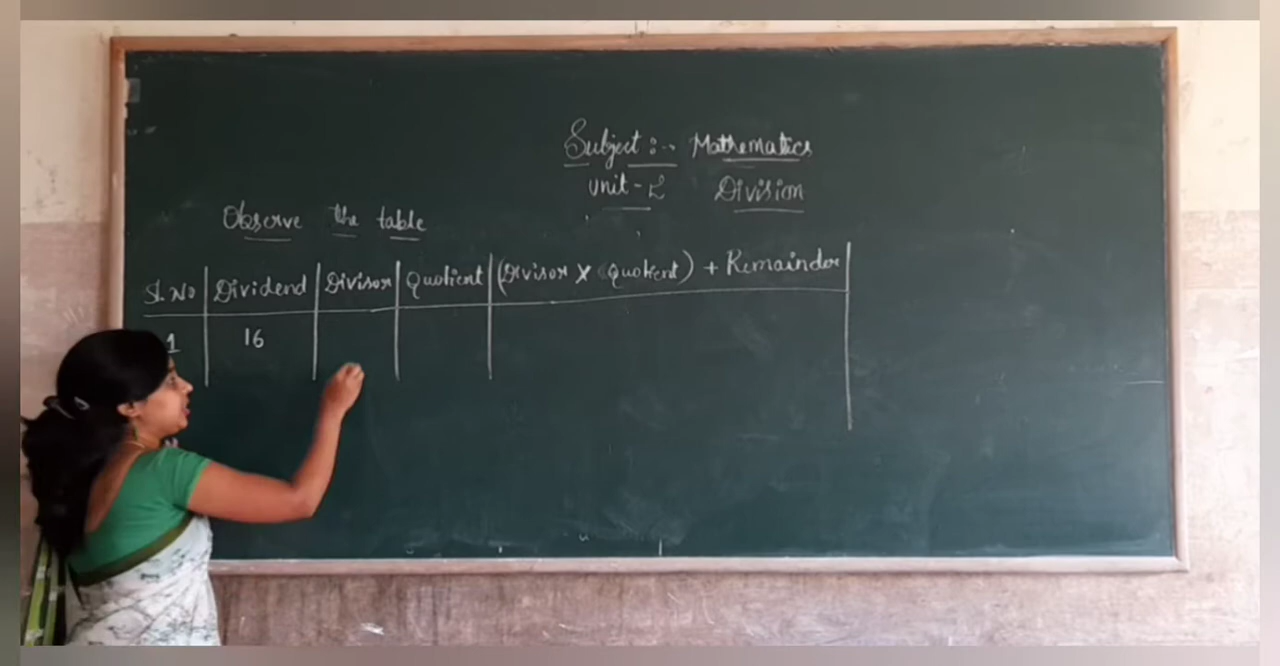 Subject :- Mathematics
Unit - 2 Division
Observe the table
Sl. No Dividend Divisor Quotient (Divisor X Quotient) + Remainder
1 16